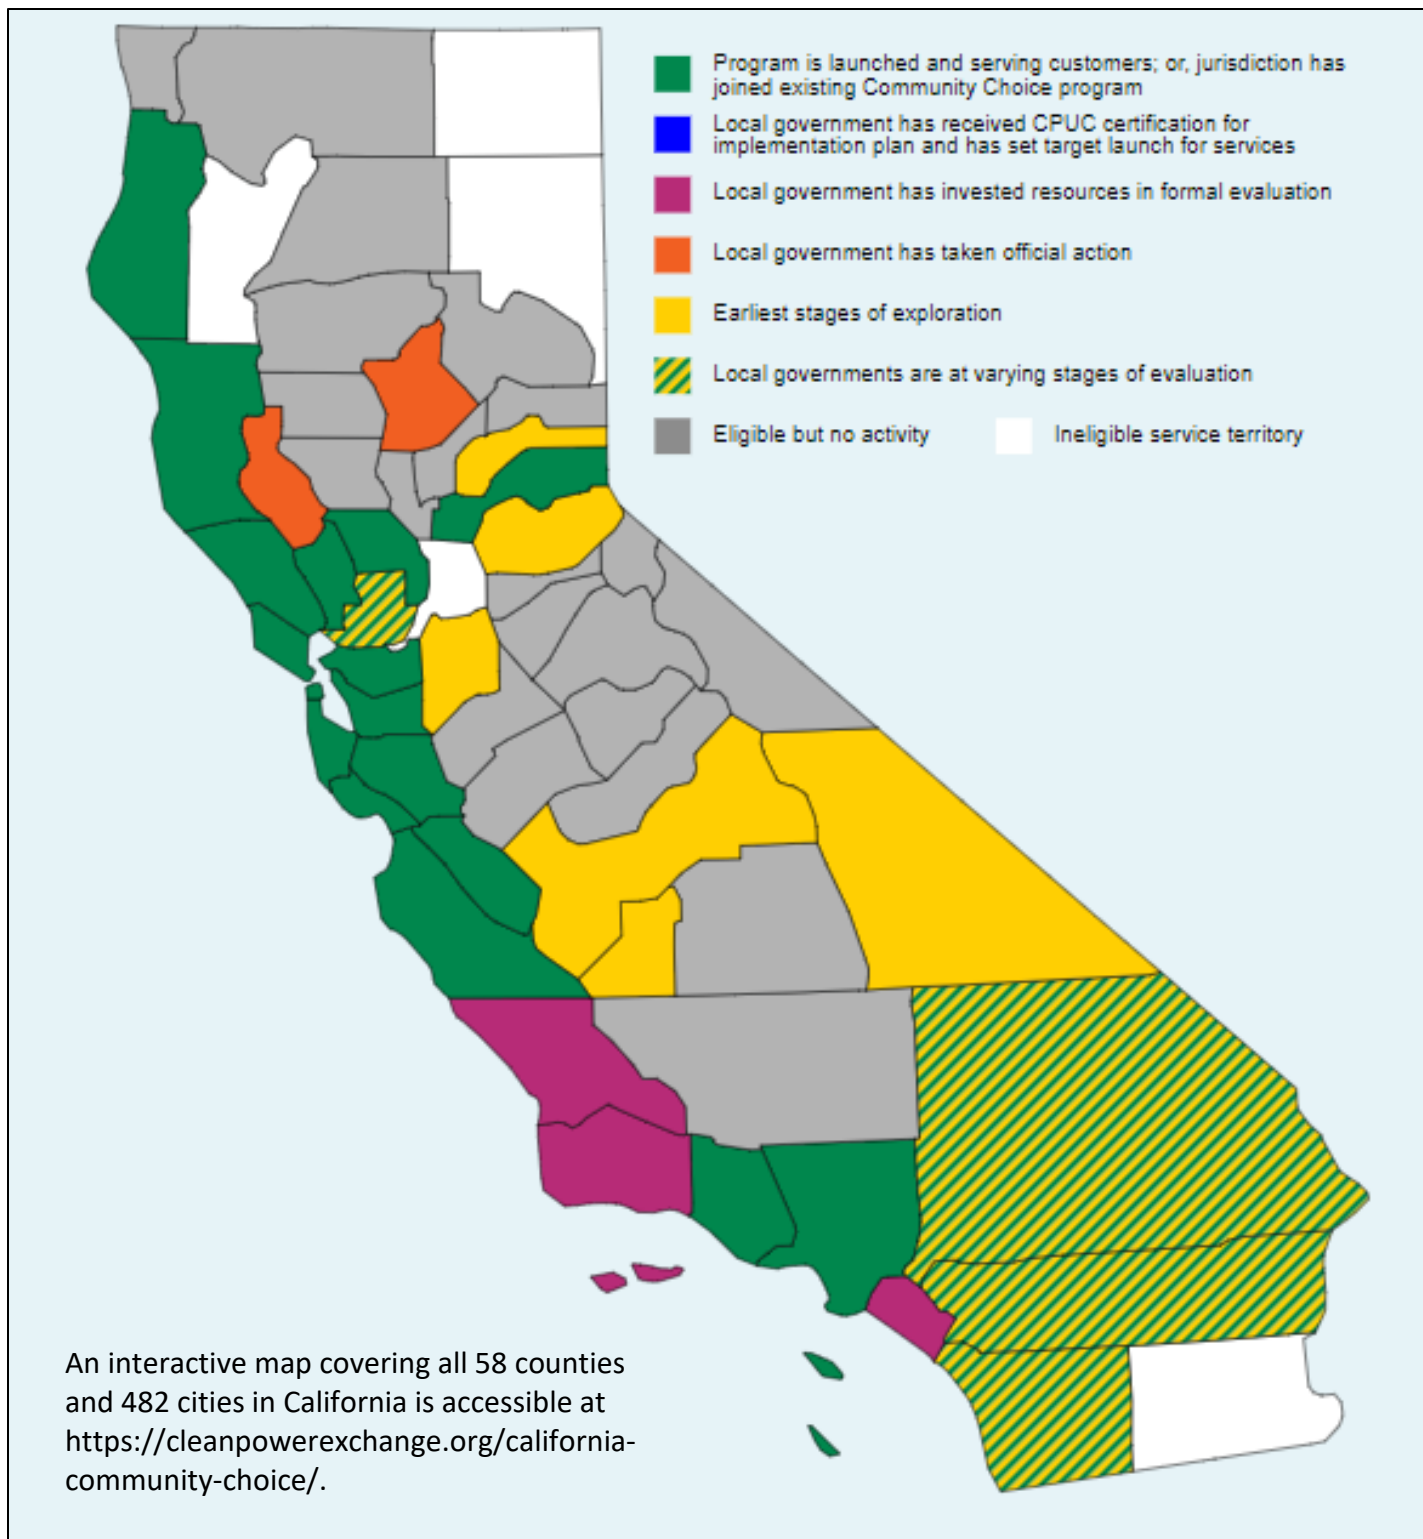 Program is launched and serving customers; or, jurisdiction has
joined existing Community Choice program
Local government has received CPUC certification for
implementation plan and has set target launch for services
Local government has invested resources in formal evaluation
Local government has taken official action
Earliest stages of exploration
Local governments are at varying stages of evaluation
Eligible but no activity
Ineligible service territory
An interactive map covering all 58 counties
and 482 cities in California is accessible at
https://cleanpowerexchange.org/california-
community-choice/.